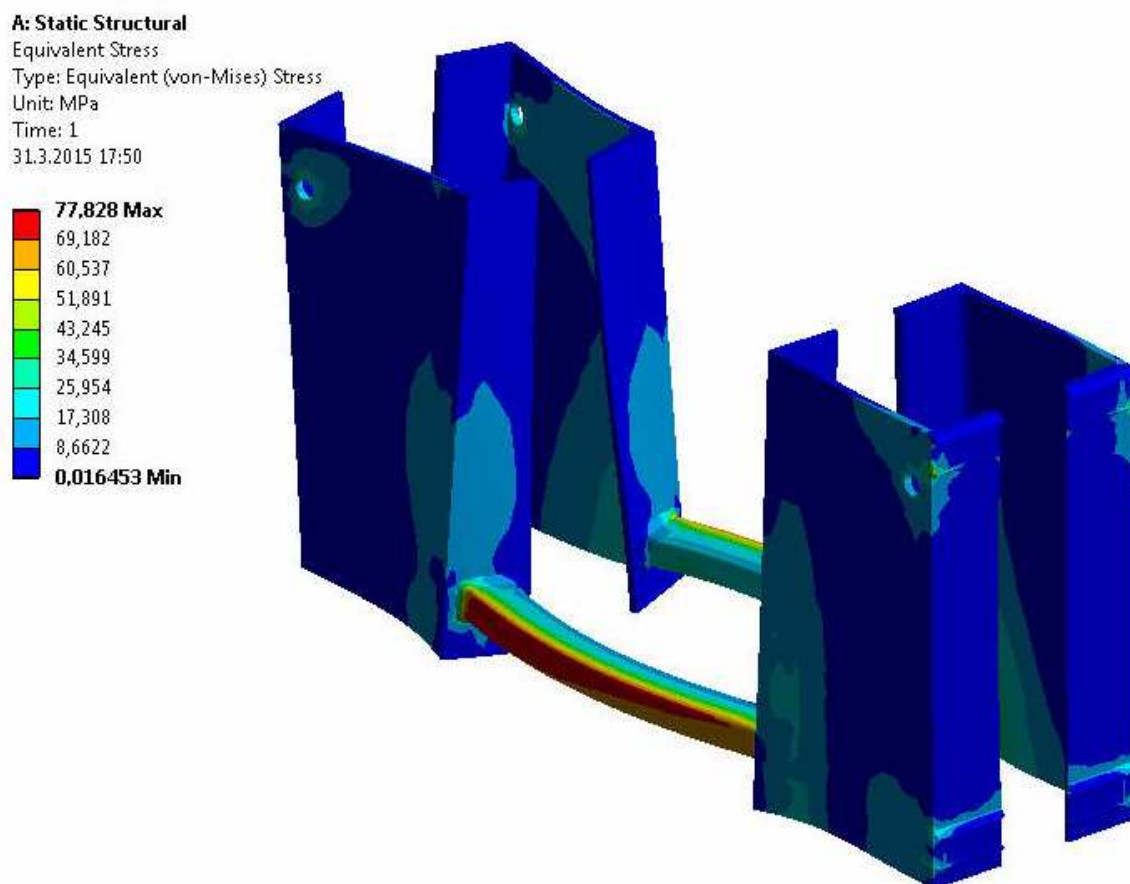 A: Static Structural
Equivalent Stress
Type: Equivalent (von-Mises) Stress
Unit: MPa
Time: 1
31.3.2015 17:50
77,828 Max
69,182
60,537
51,891
43,245
34,599
25,954
17,308
8,6622
0,016453 Min